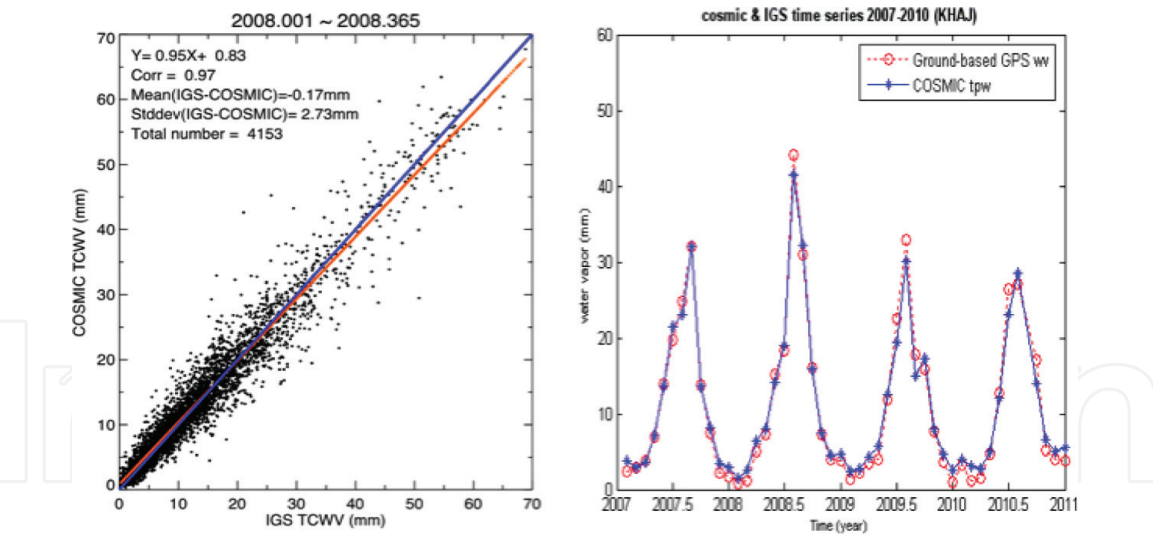 2008.001 ~ 2008.365
Y= 0.95X+ 0.83
Corr = 0.97
Mean(IGS-COSMIC)=-0.17mm
Stddev(IGS-COSMIC)= 2.73mm
Total number = 4153
COSMIC TCWV (mm)
70
60
50
40
30
20
10
0
0 10 20 30 40 50 60 70
IGS TCWV (mm)
cosmic & IGS time series 2007-2010 (KHAJ)
Ground-based GPS wv
COSMIC tpw
water vapor (mm)
60
50
40
30
20
10
0
2007 2007.5 2008 2008.5 2009 2009.5 2010 2010.5 2011
Time (year)